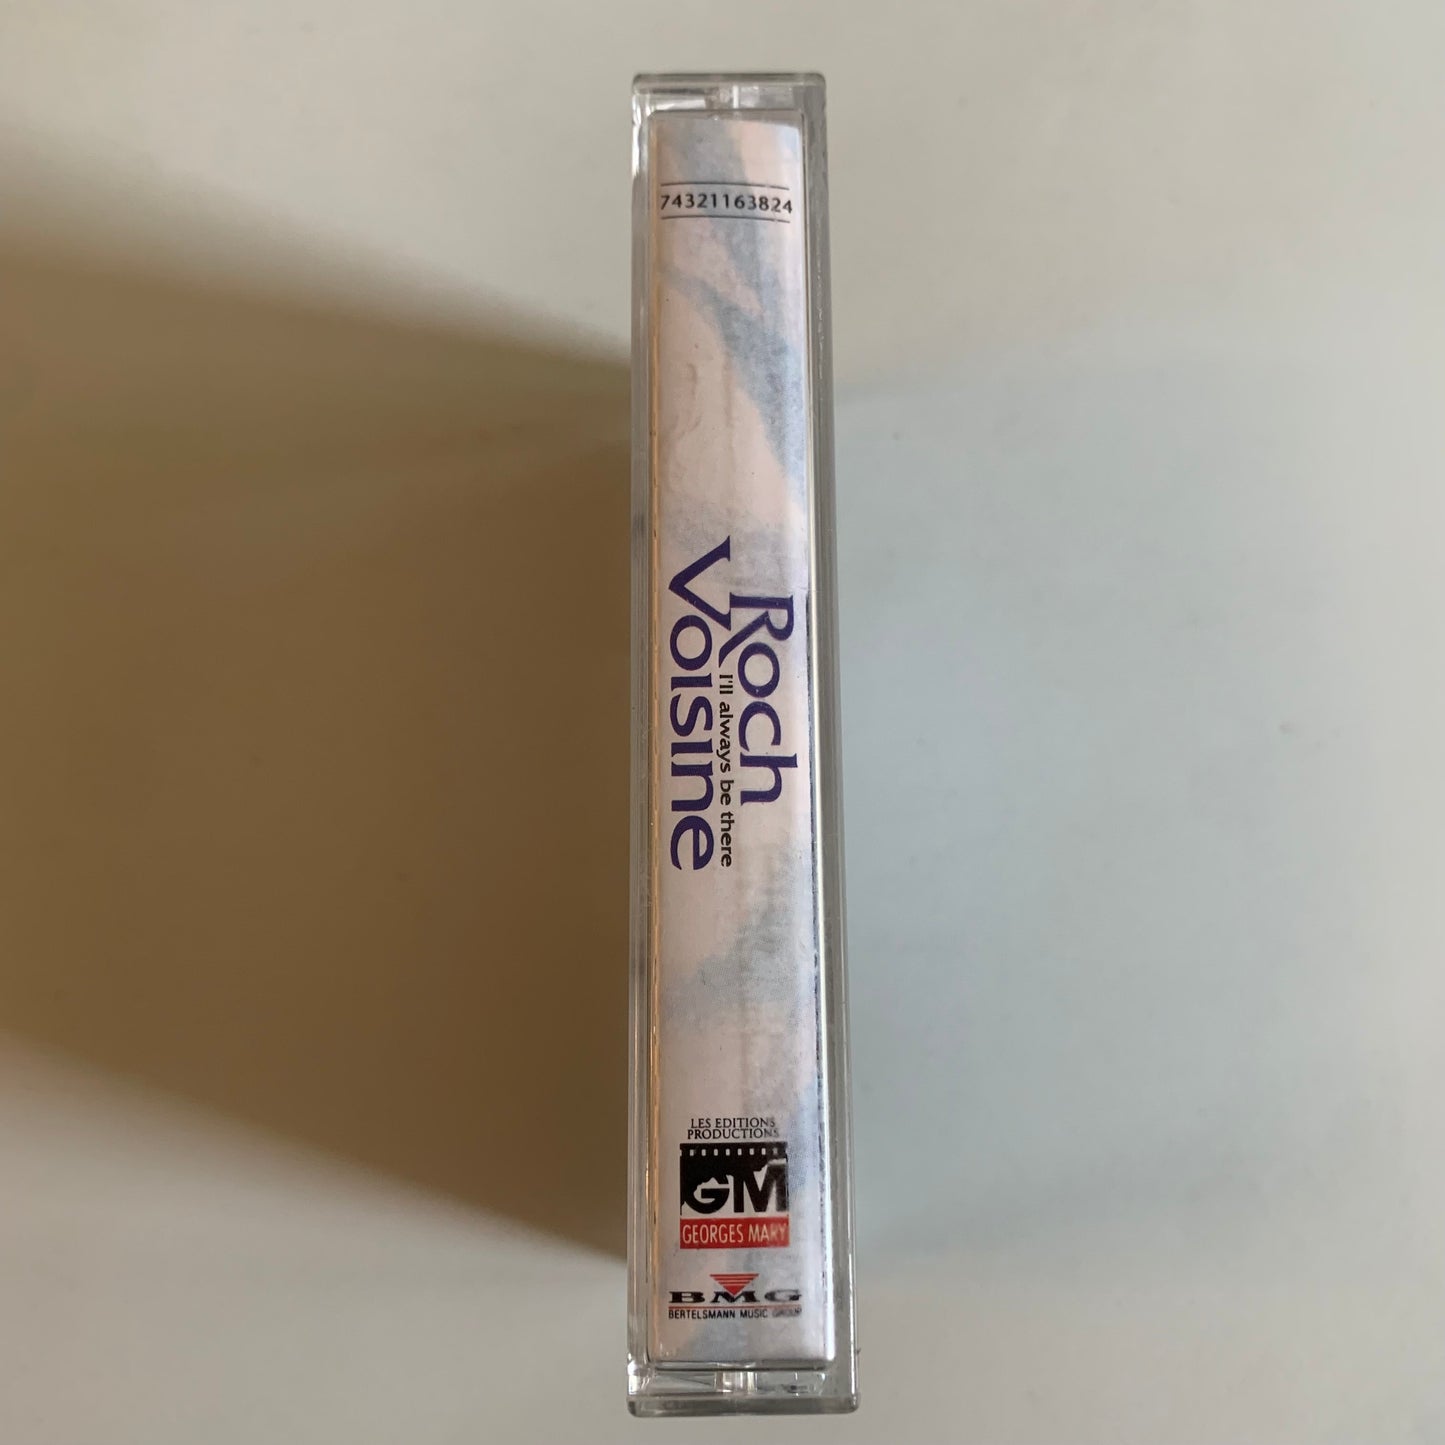 74321163824
Roch
I'll always be there
Voisine
LES EDITIONS
PRODUCTIONS
GM
GEORGES MARY
BMG
BERTELSMANN MUSIC GROUP